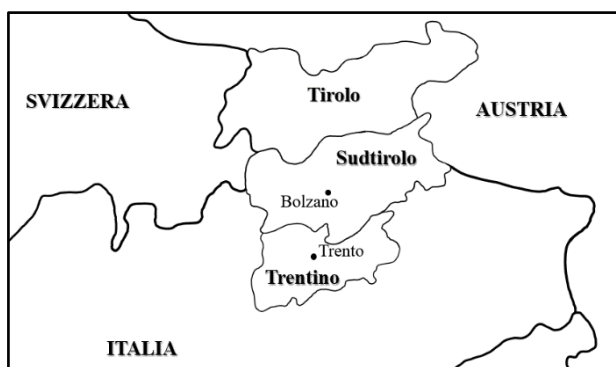 Tirolo
SVIZZERA
AUSTRIA
Sudtirolo
Bolzano
Trento
Trentino
ITALIA